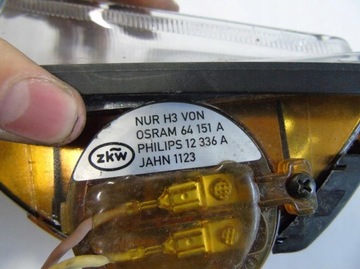 NUR H3 VON
OSRAM 64 151 A
zkw PHILIPS 12 336 A
JAHN 1123